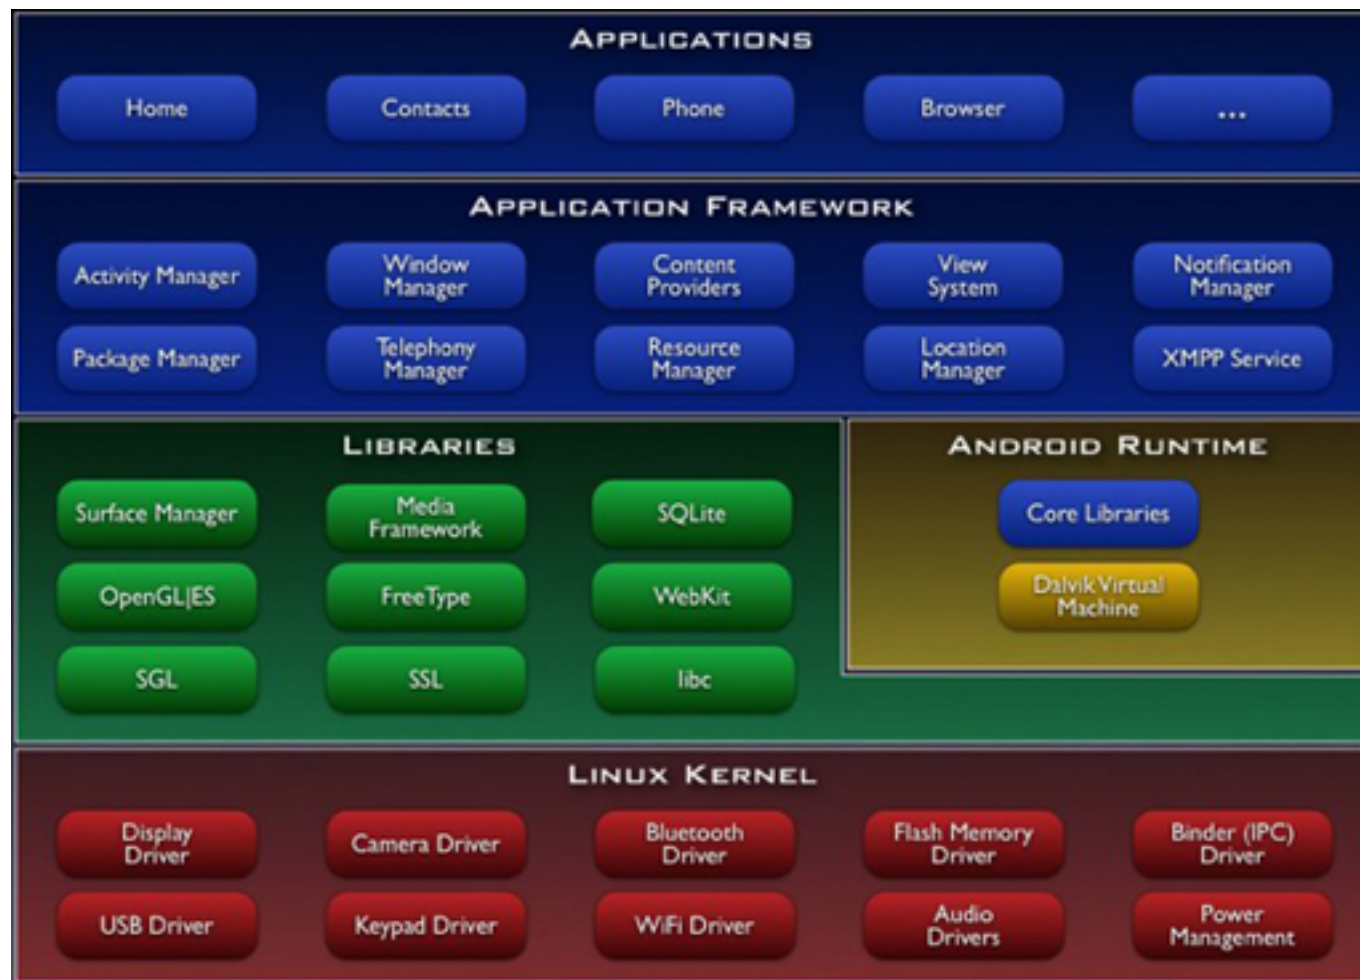 APPLICATIONS
Home
Contacts
Phone
Browser
...
APPLICATION FRAMEWORK
Activity Manager
Window
Manager
Content
Providers
View
System
Notification
Manager
Package Manager
Telephony
Manager
Resource
Manager
Location
Manager
XMPP Service
LIBRARIES
Surface Manager
Media
Framework
SQLite
OpenGL|ES
FreeType
WebKit
SGL
SSL
libc
ANDROID RUNTIME
Core Libraries
Dalvik Virtual
Machine
LINUX KERNEL
Display
Driver
Camera Driver
Bluetooth
Driver
Flash Memory
Driver
Binder (IPC)
Driver
USB Driver
Keypad Driver
WiFi Driver
Audio
Drivers
Power
Management